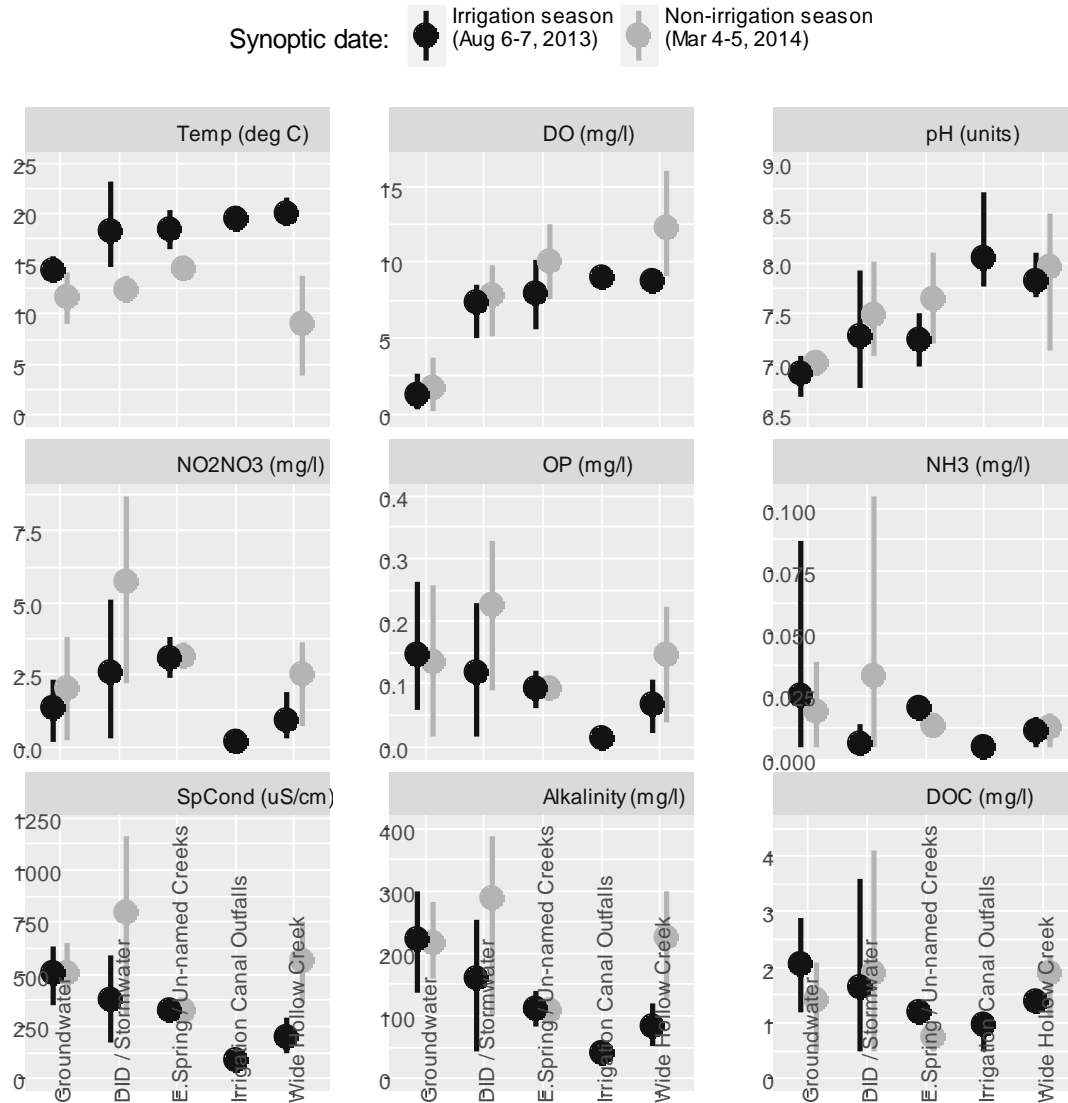 Synoptic date:
Irrigation season
(Aug 6-7, 2013)
Non-irrigation season
(Mar 4-5, 2014)
Temp (deg C)
DO (mg/l)
pH (units)
25
20
15
10
5
0
15
10
5
0
9.0
8.5
8.0
7.5
7.0
6.5
NO2NO3 (mg/l)
OP (mg/l)
NH3 (mg/l)
7.5
5.0
2.5
0.0
0.4
0.3
0.2
0.1
0.0
0.100
0.075
0.050
0.025
0.000
SpCond (uS/cm)
Alkalinity (mg/l)
DOC (mg/l)
1250
1000
750
500
250
0
400
300
200
100
0
4
3
2
1
0
Groundwater
DID / Stormwater
E.Spring / Un-named Creeks
Irrigation Canal Outfalls
Wide Hollow Creek
Groundwater
DID / Stormwater
E.Spring / Un-named Creeks
Irrigation Canal Outfalls
Wide Hollow Creek
Groundwater
DID / Stormwater
E.Spring / Un-named Creeks
Irrigation Canal Outfalls
Wide Hollow Creek